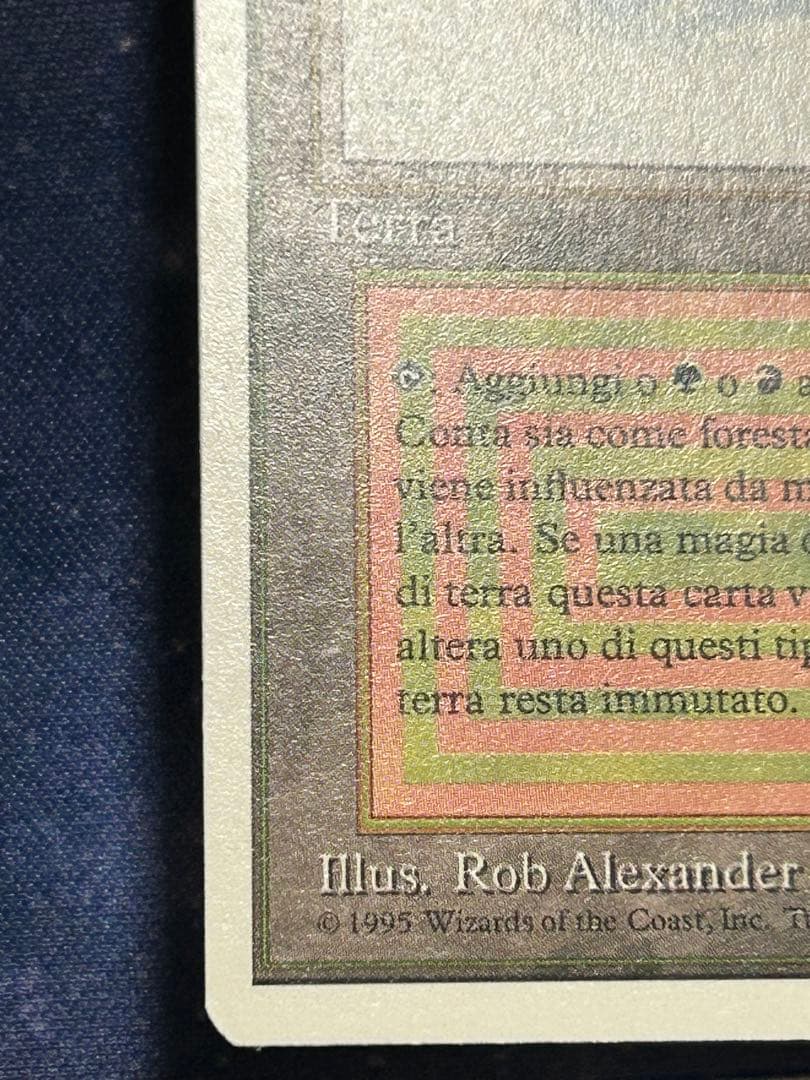 Terra
. Aggiungi o o a
Conta sia come foresta
viene influenzata da m
l'altra. Se una magia c
di terra questa carta v
altera uno di questi tip
terra resta immutato.
Illus. Rob Alexander
© 1995 Wizards of the Coast, Inc. T